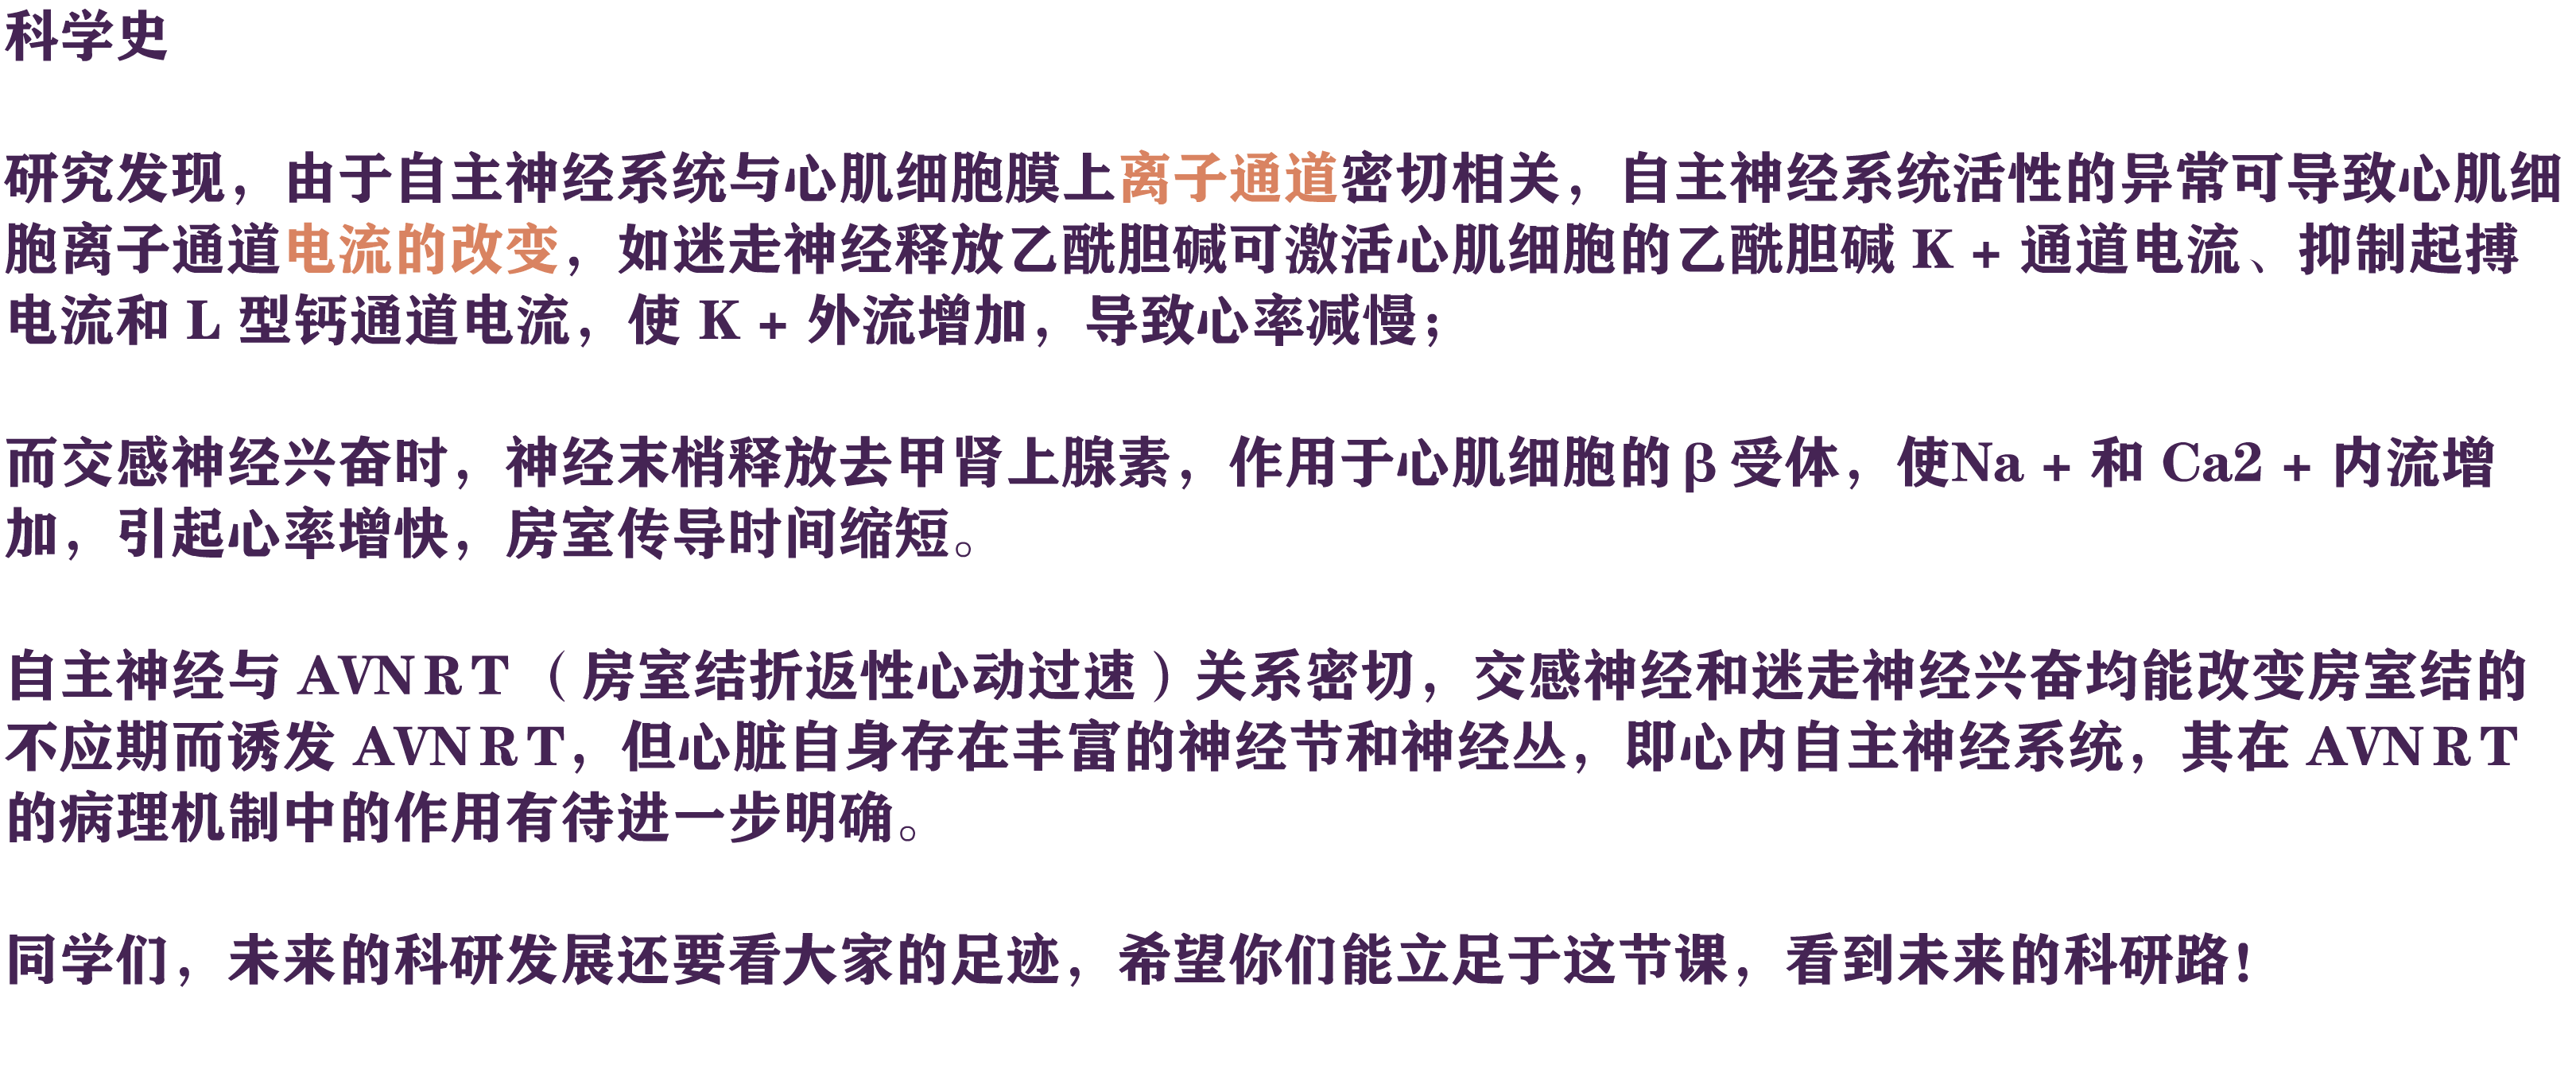 科学史
研究发现，由于自主神经系统与心肌细胞膜上离子通道密切相关，自主神经系统活性的异常可导致心肌细
胞离子通道电流的改变，如迷走神经释放乙酰胆碱可激活心肌细胞的乙酰胆碱 K + 通道电流、抑制起搏
电流和 L 型钙通道电流，使 K + 外流增加，导致心率减慢；
而交感神经兴奋时，神经末梢释放去甲肾上腺素，作用于心肌细胞的 β 受体，使Na + 和 Ca2 + 内流增
加，引起心率增快，房室传导时间缩短。
自主神经与 AVNRT（房室结折返性心动过速）关系密切，交感神经和迷走神经兴奋均能改变房室结的
不应期而诱发 AVNRT，但心脏自身存在丰富的神经节和神经丛，即心内自主神经系统，其在 AVNRT
的病理机制中的作用有待进一步明确。
同学们，未来的科研发展还要看大家的足迹，希望你们能立足于这节课，看到未来的科研路！